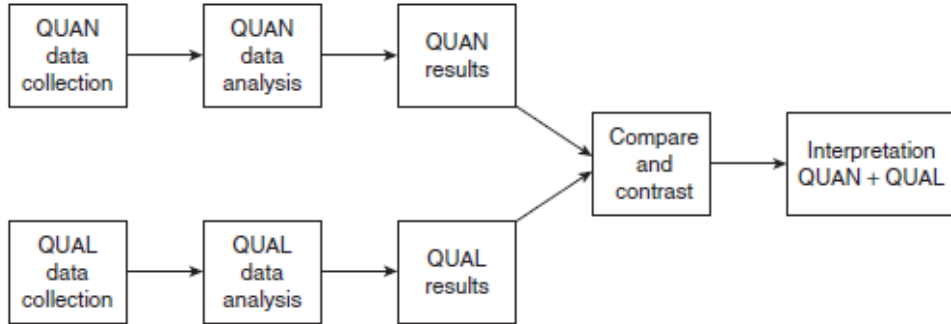 QUAN
data
collection
QUAN
data
analysis
QUAN
results
Compare
and
contrast
Interpretation
QUAN + QUAL
QUAL
data
collection
QUAL
data
analysis
QUAL
results